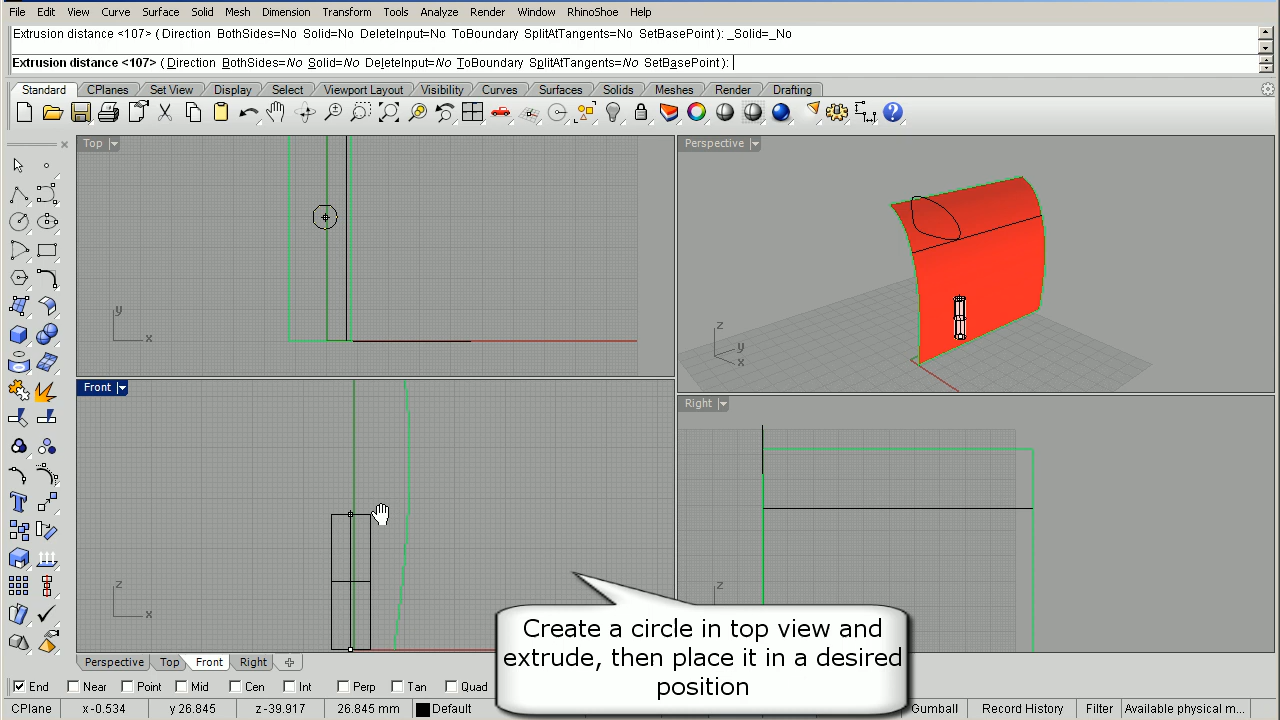 File Edit View Curve Surface Solid Mesh Dimension Transform Tools Analyze Render Window RhinoShoe Help
Extrusion distance <107> ( Direction BothSides=No Solid=No DeleteInput=No ToBoundary SplitAtTangents=No SetBasePoint): _Solid=_No
Extrusion distance <107> ( Direction BothSides=No Solid=No DeleteInput=No ToBoundary SplitAtTangents=No SetBasePoint):
Standard CPlanes Set View Display Select Viewport Layout Visibility Curves Surfaces Solids Meshes Render Drafting
Top
Perspective
y
x
z
y
x
Front
Right
z
x
z
Create a circle in top view and
extrude, then place it in a desired
position
Perspective Top Front Right
End Near Point Mid Cen Int Perp Tan Quad
CPlane x-0.534 y 26.845 z-39.917 26.845 mm Default Gumball Record History Filter Available physical m...